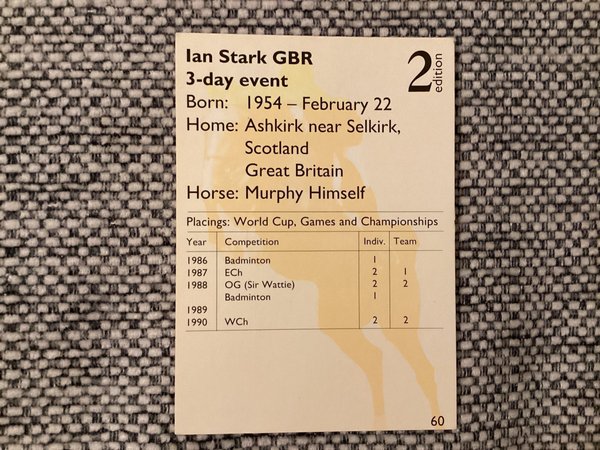 Ian Stark GBR
3-day event
2 edition
Born: 1954 – February 22
Home: Ashkirk near Selkirk,
Scotland
Great Britain
Horse: Murphy Himself
Placings: World Cup, Games and Championships
Year Competition Indiv. Team
1986 Badminton 1
1987 ECh 2 1
1988 OG (Sir Wattie) 2 2
Badminton 1
1989
1990 WCh 2 2
60